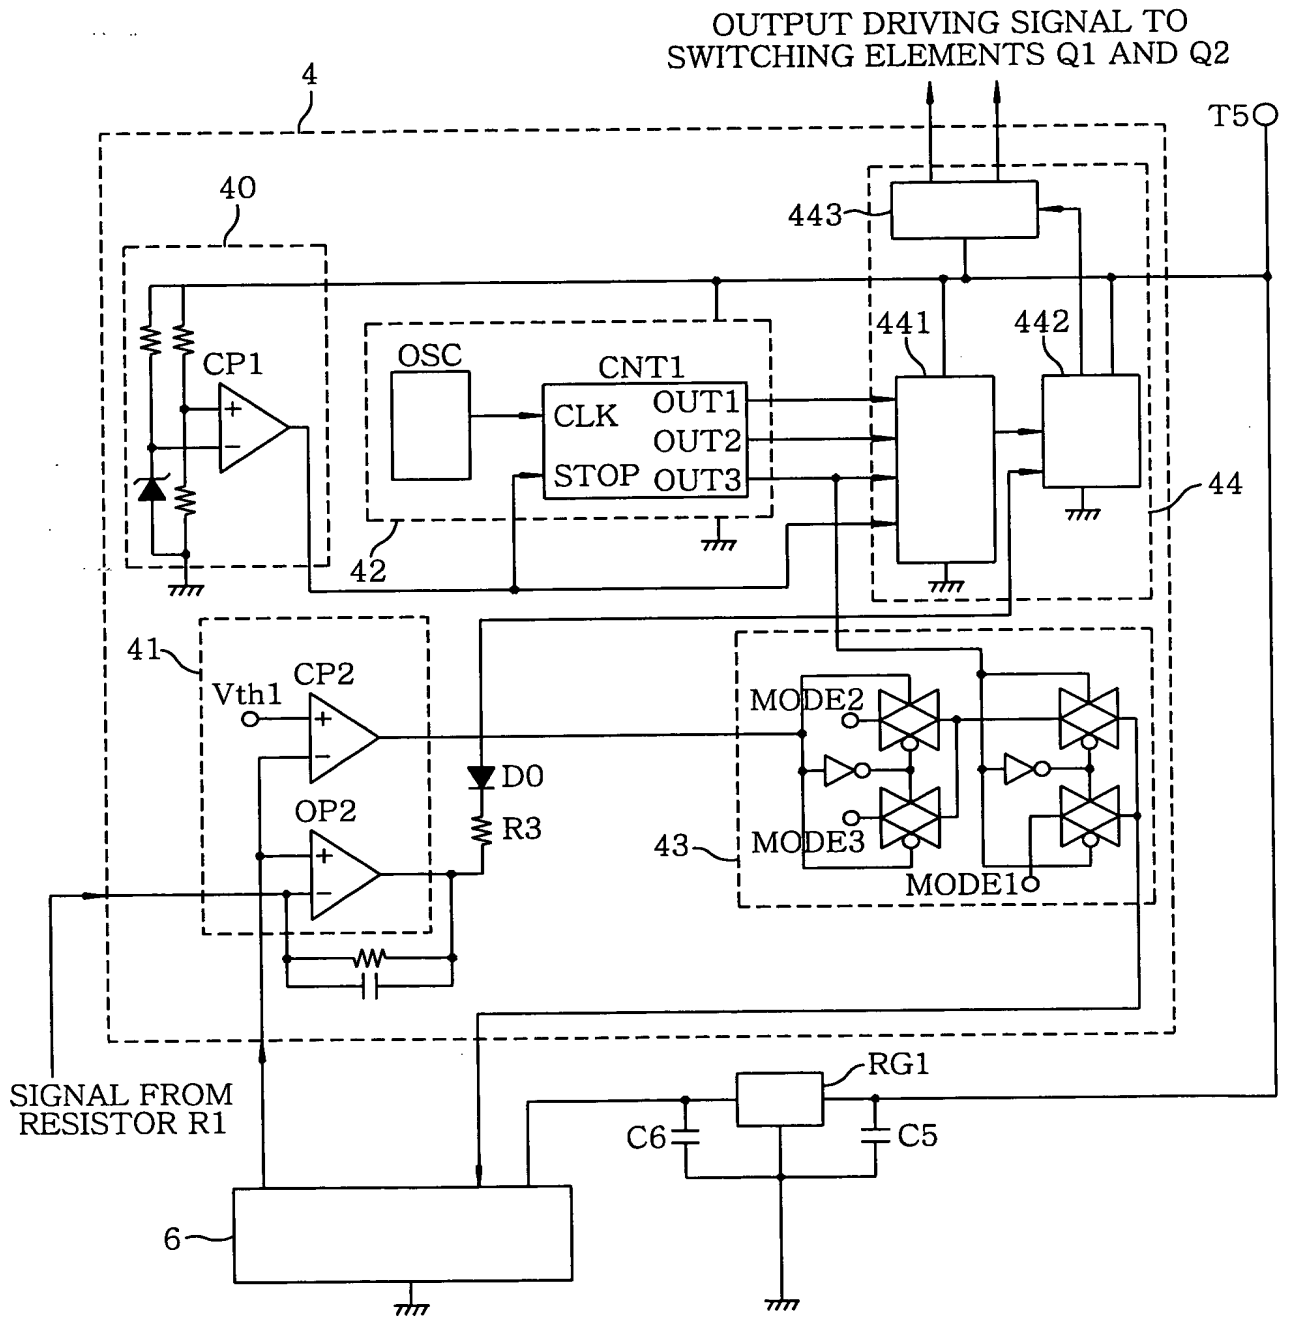 OUTPUT DRIVING SIGNAL TO
SWITCHING ELEMENTS Q1 AND Q2
4
T5
40
443
441
442
OSC
CP1
CNT1
CLK
OUT1
OUT2
STOP
OUT3
44
42
41
CP2
Vth1
MODE2
D0
OP2
R3
MODE3
43
MODE1
SIGNAL FROM
RESISTOR R1
RG1
C6
C5
6